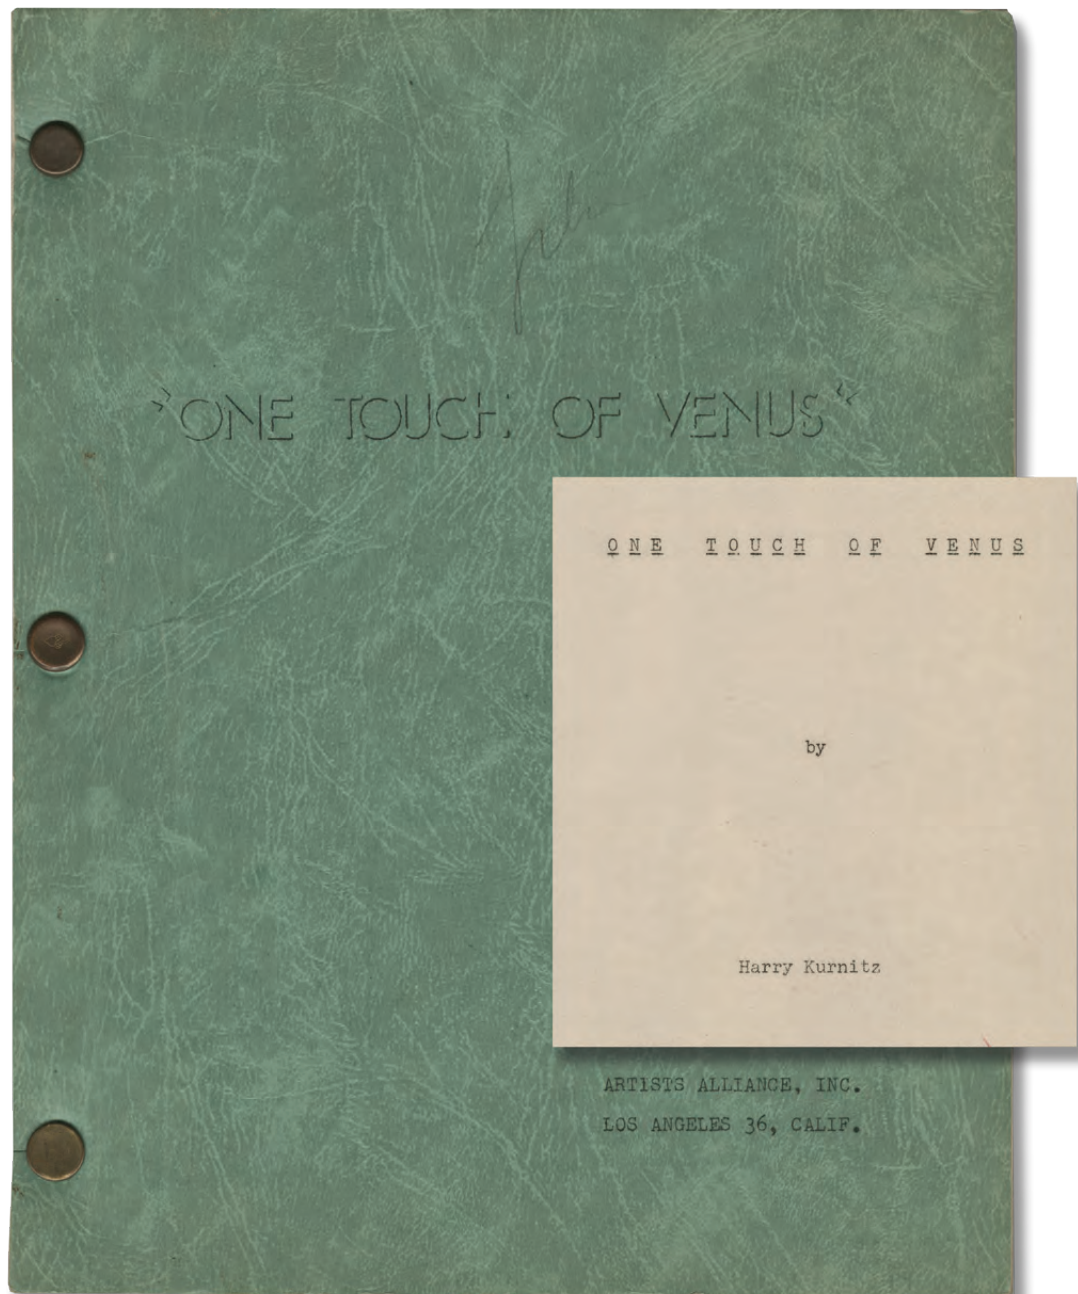 "ONE TOUCH OF VENUS"
ONE TOUCH OF VENUS
by
Harry Kurnitz
ARTISTS ALLIANCE, INC.
LOS ANGELES 36, CALIF.